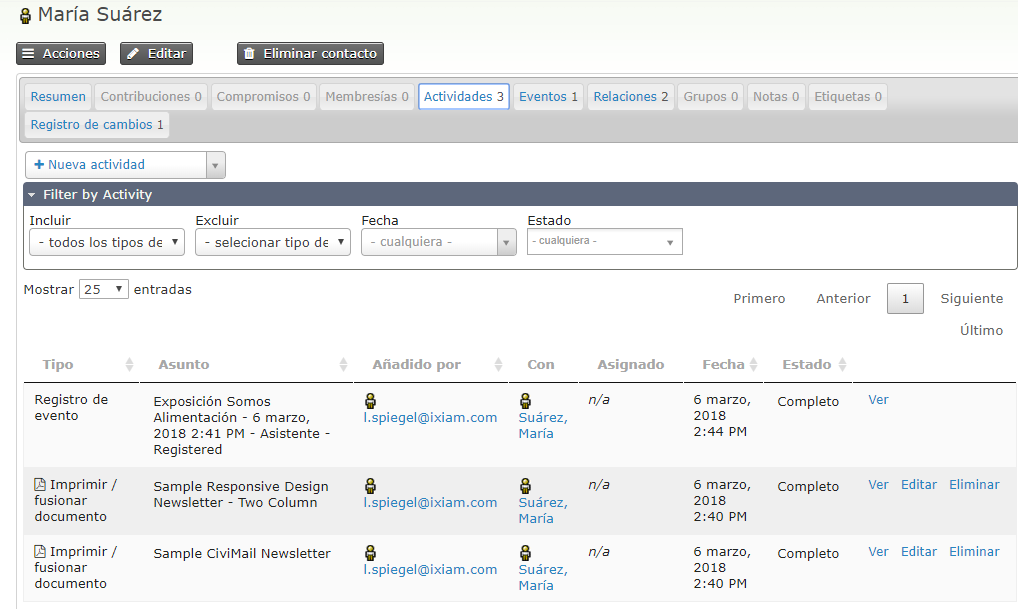 María Suárez
Acciones Editar Eliminar contacto
Resumen Contribuciones 0 Compromisos 0 Membresías 0 Actividades 3 Eventos 1 Relaciones 2 Grupos 0 Notas 0 Etiquetas 0
Registro de cambios 1
+ Nueva actividad
Filter by Activity
Incluir Excluir Fecha Estado
- todos los tipos de - selecionar tipo de - cualquiera - - cualquiera -
Mostrar 25 entradas
Primero Anterior 1 Siguiente
Último
Tipo Asunto Añadido por Con Asignado Fecha Estado
Registro de
evento
Exposición Somos
Alimentación - 6 marzo,
2018 2:41 PM - Asistente -
Registered
l.spiegel@ixiam.com
Suárez,
María
n/a
6 marzo,
2018
2:44 PM
Completo
Ver
Imprimir /
fusionar
documento
Sample Responsive Design
Newsletter - Two Column
l.spiegel@ixiam.com
Suárez,
María
n/a
6 marzo,
2018
2:40 PM
Completo
Ver Editar Eliminar
Imprimir /
fusionar
documento
Sample CiviMail Newsletter
l.spiegel@ixiam.com
Suárez,
María
n/a
6 marzo,
2018
2:40 PM
Completo
Ver Editar Eliminar